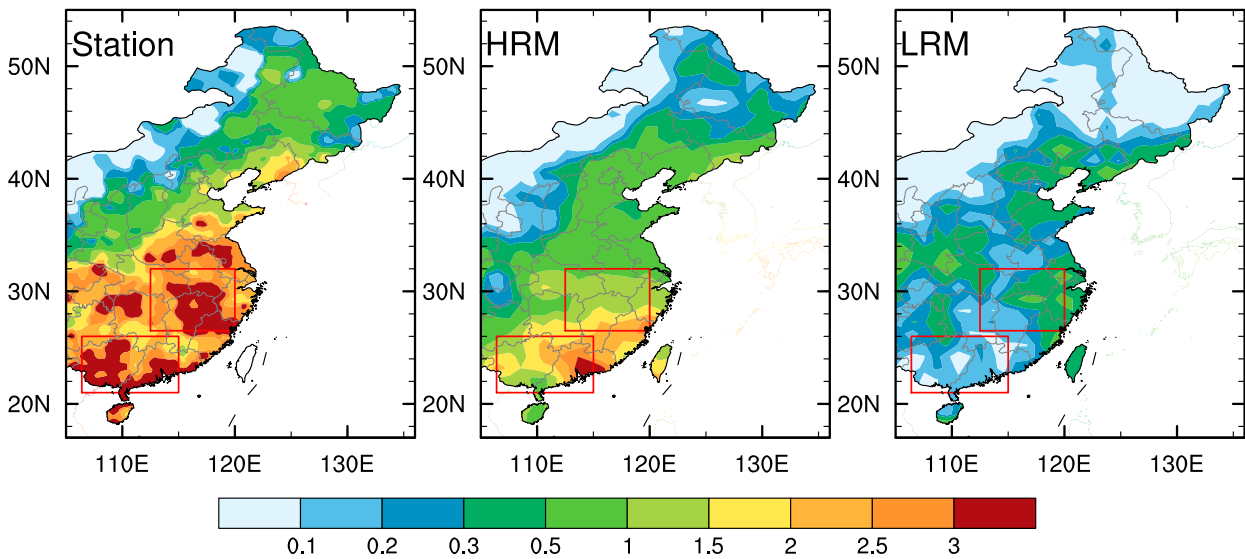 Station HRM LRM
50N 50N 50N
40N 40N 40N
30N 30N 30N
20N 20N 20N
110E 120E 130E 110E 120E 130E 110E 120E 130E
0.1 0.2 0.3 0.5 1 1.5 2 2.5 3